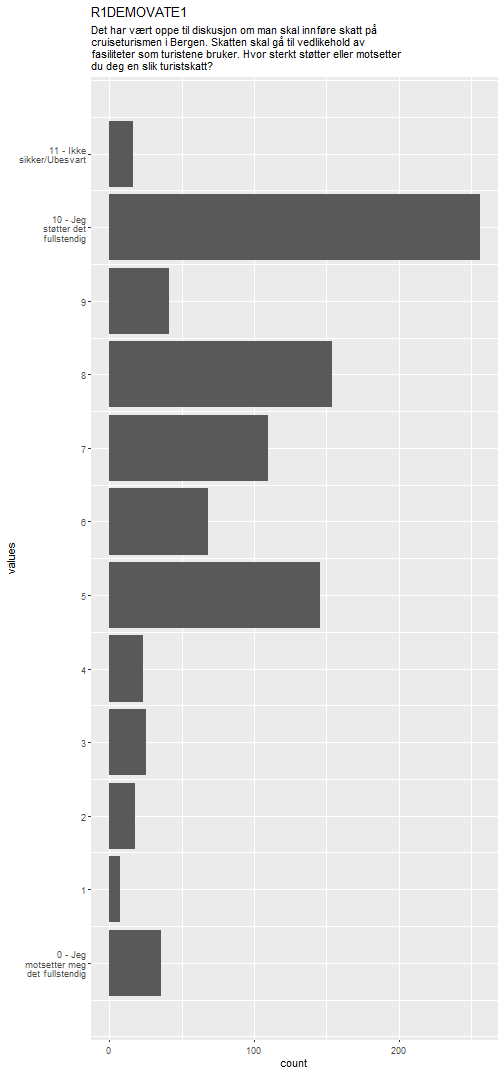 R1DEMOVATE1
Det har vært oppe til diskusjon om man skal innføre skatt på
cruiseturismen i Bergen. Skatten skal gå til vedlikehold av
fasiliteter som turistene bruker. Hvor sterkt støtter eller motsetter
du deg en slik turistskatt?
11 - Ikke
sikker/Ubesvart
10 - Jeg
støtter det
fullstendig
9
8
7
6
5
4
3
2
1
0 - Jeg
motsetter meg
det fullstendig
values
0
100
200
count